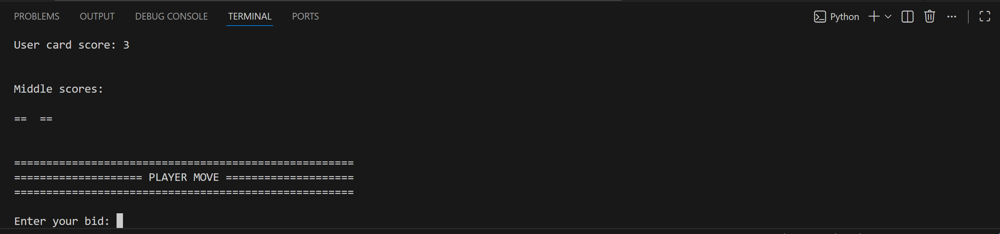 PROBLEMS OUTPUT DEBUG CONSOLE TERMINAL PORTS Python
User card score: 3
Middle scores:
==  ==
=====================================================
==================== PLAYER MOVE ====================
=====================================================
Enter your bid: